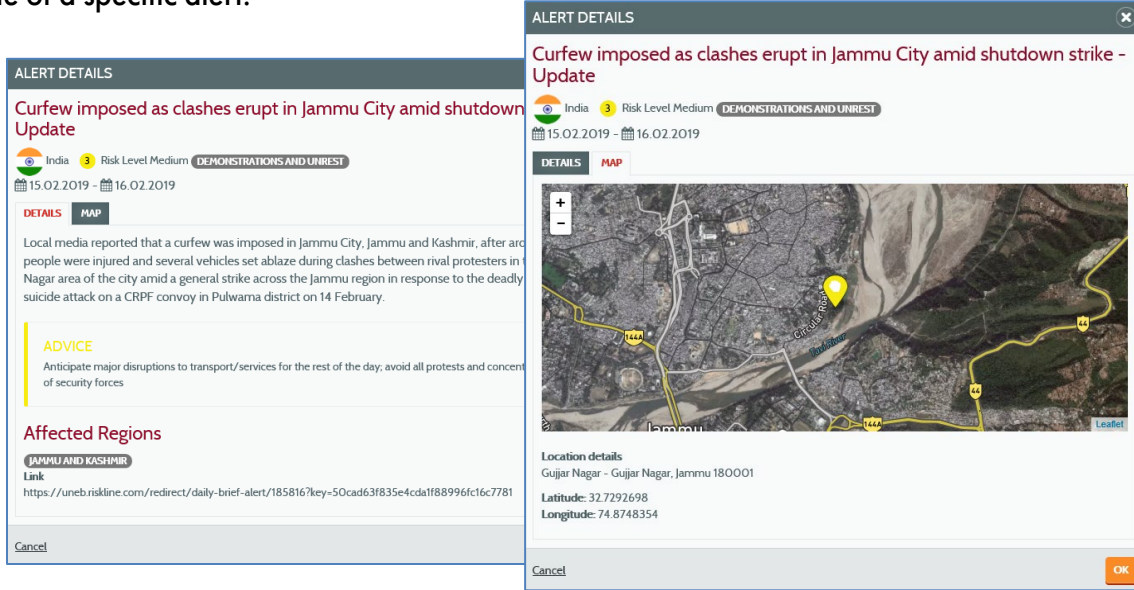 of a specific alert.
ALERT DETAILS
Curfew imposed as clashes erupt in Jammu City amid shutdown
Update
India 3 Risk Level Medium DEMONSTRATIONS AND UNREST
15.02.2019 - 16.02.2019
DETAILS MAP
Local media reported that a curfew was imposed in Jammu City, Jammu and Kashmir, after
people were injured and several vehicles set ablaze during clashes between rival protesters in
Nagar area of the city amid a general strike across the Jammu region in response to the deadly
suicide attack on a CRPF convoy in Pulwama district on 14 February.
ADVICE
Anticipate major disruptions to transport/services for the rest of the day; avoid all protests and
of security forces
Affected Regions
JAMMU AND KASHMIR
Link
https://uneb.riskline.com/redirect/daily-brief-alert/185816?key=50cad63f835e4cda1f88996fc16c7781
Cancel
ALERT DETAILS
Curfew imposed as clashes erupt in Jammu City amid shutdown strike -
Update
India 3 Risk Level Medium DEMONSTRATIONS AND UNREST
15.02.2019 - 16.02.2019
DETAILS MAP
+
-
Circular Road
Tawi River
144A
44
44
144A
Jammu
Leaflet
Location details
Gujjar Nagar - Gujjar Nagar, Jammu 180001
Latitude: 32.7292698
Longitude: 74.8748354
Cancel
OK